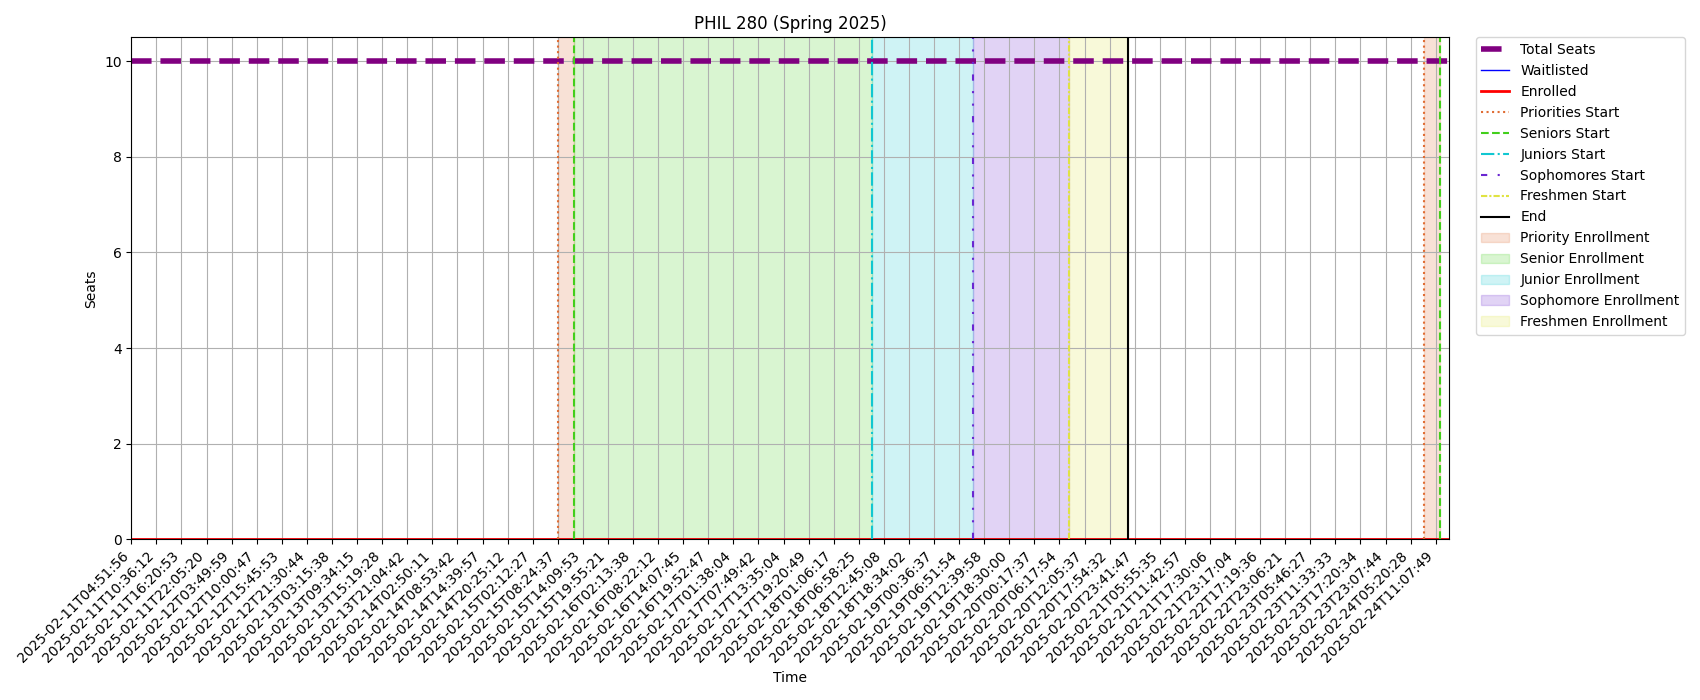 PHIL 280 (Spring 2025)
Seats
10
8
6
4
2
0
2025-02-11T04:51:56
2025-02-11T10:36:12
2025-02-11T16:20:53
2025-02-11T22:05:20
2025-02-12T03:49:59
2025-02-12T10:00:47
2025-02-12T15:45:53
2025-02-12T21:30:44
2025-02-13T03:15:38
2025-02-13T09:34:15
2025-02-13T15:19:28
2025-02-13T21:04:42
2025-02-14T02:50:11
2025-02-14T08:53:42
2025-02-14T14:39:57
2025-02-14T20:25:12
2025-02-15T02:12:27
2025-02-15T08:24:37
2025-02-15T14:09:53
2025-02-15T19:55:21
2025-02-16T02:13:38
2025-02-16T08:22:12
2025-02-16T14:07:45
2025-02-16T19:52:47
2025-02-17T01:38:04
2025-02-17T07:49:42
2025-02-17T13:35:04
2025-02-17T19:20:49
2025-02-18T01:06:17
2025-02-18T06:58:25
2025-02-18T12:45:08
2025-02-18T18:34:02
2025-02-19T00:36:37
2025-02-19T06:51:54
2025-02-19T12:39:58
2025-02-19T18:30:00
2025-02-20T00:17:37
2025-02-20T06:17:54
2025-02-20T12:05:37
2025-02-20T17:54:32
2025-02-20T23:41:47
2025-02-21T05:55:35
2025-02-21T11:42:57
2025-02-21T17:30:06
2025-02-21T23:17:04
2025-02-22T17:19:36
2025-02-22T23:06:21
2025-02-23T05:46:27
2025-02-23T11:33:33
2025-02-23T17:20:34
2025-02-23T23:07:44
2025-02-24T05:20:28
2025-02-24T11:07:49
Time
Total Seats
Waitlisted
Enrolled
Priorities Start
Seniors Start
Juniors Start
Sophomores Start
Freshmen Start
End
Priority Enrollment
Senior Enrollment
Junior Enrollment
Sophomore Enrollment
Freshmen Enrollment